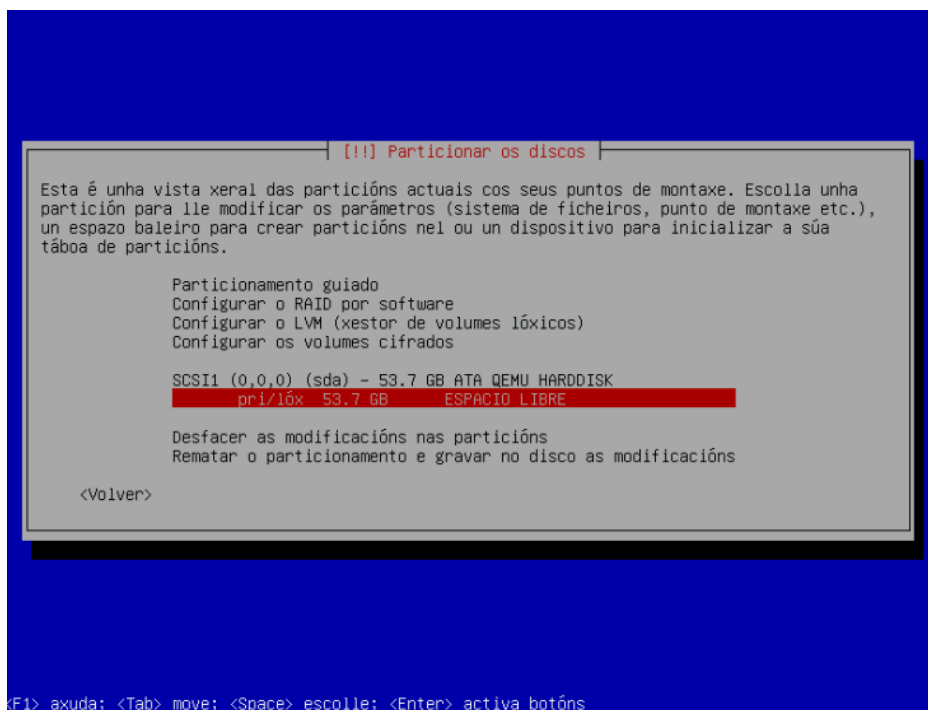 [!!] Particionar os discos
Esta é unha vista xeral das particións actuais cos seus puntos de montaxe. Escolla unha
partición para lle modificar os parámetros (sistema de ficheiros, punto de montaxe etc.),
un espazo baleiro para crear particións nel ou un dispositivo para inicializar a súa
táboa de particións.
Particionamento guiado
Configurar o RAID por software
Configurar o LVM (xestor de volumes lóxicos)
Configurar os volumes cifrados
SCSI1 (0,0,0) (sda) - 53.7 GB ATA QEMU HARDDISK
pri/lóx 53.7 GB ESPACIO LIBRE
Desfacer as modificacións nas particións
Rematar o particionamento e gravar no disco as modificacións
<Volver>
<F1> axuda; <Tab> move; <Space> escolle; <Enter> activa botóns